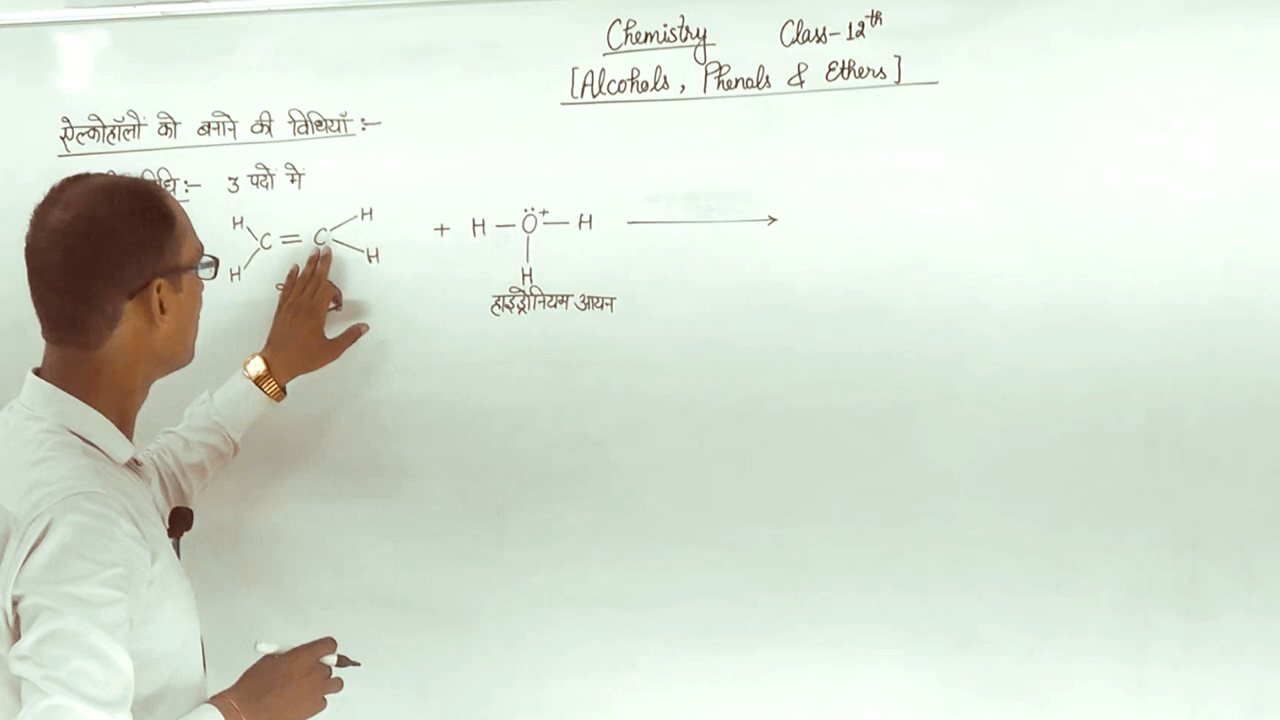 Chemistry Class-12th
[Alcohols, Phenols & Ethers]
ऐल्कोहॉलों को बनाने की विधियाँ :-
:- 3 पदों में
H H
C = C + H - Ö⁺ - H →
H H
H
हाइड्रोनियम आयन